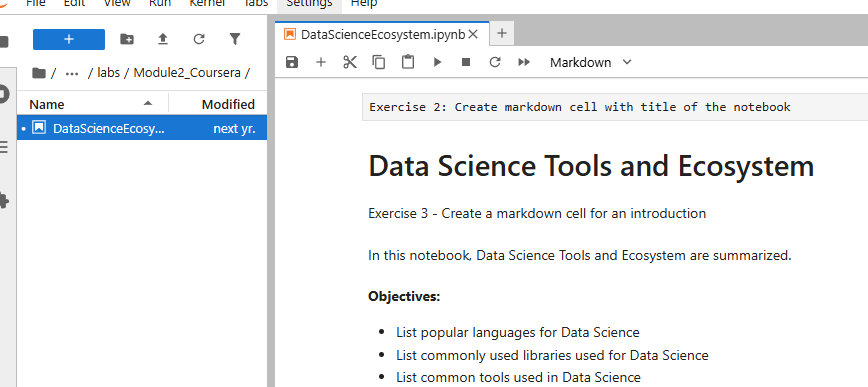 File Edit View Run Kernel Tabs Settings Help
DataScienceEcosystem.ipynb
/ ··· / labs / Module2_Coursera /
Markdown
Name Modified
DataScienceEcosy... next yr.
Exercise 2: Create markdown cell with title of the notebook
Data Science Tools and Ecosystem
Exercise 3 - Create a markdown cell for an introduction
In this notebook, Data Science Tools and Ecosystem are summarized.
Objectives:
• List popular languages for Data Science
• List commonly used libraries used for Data Science
• List common tools used in Data Science